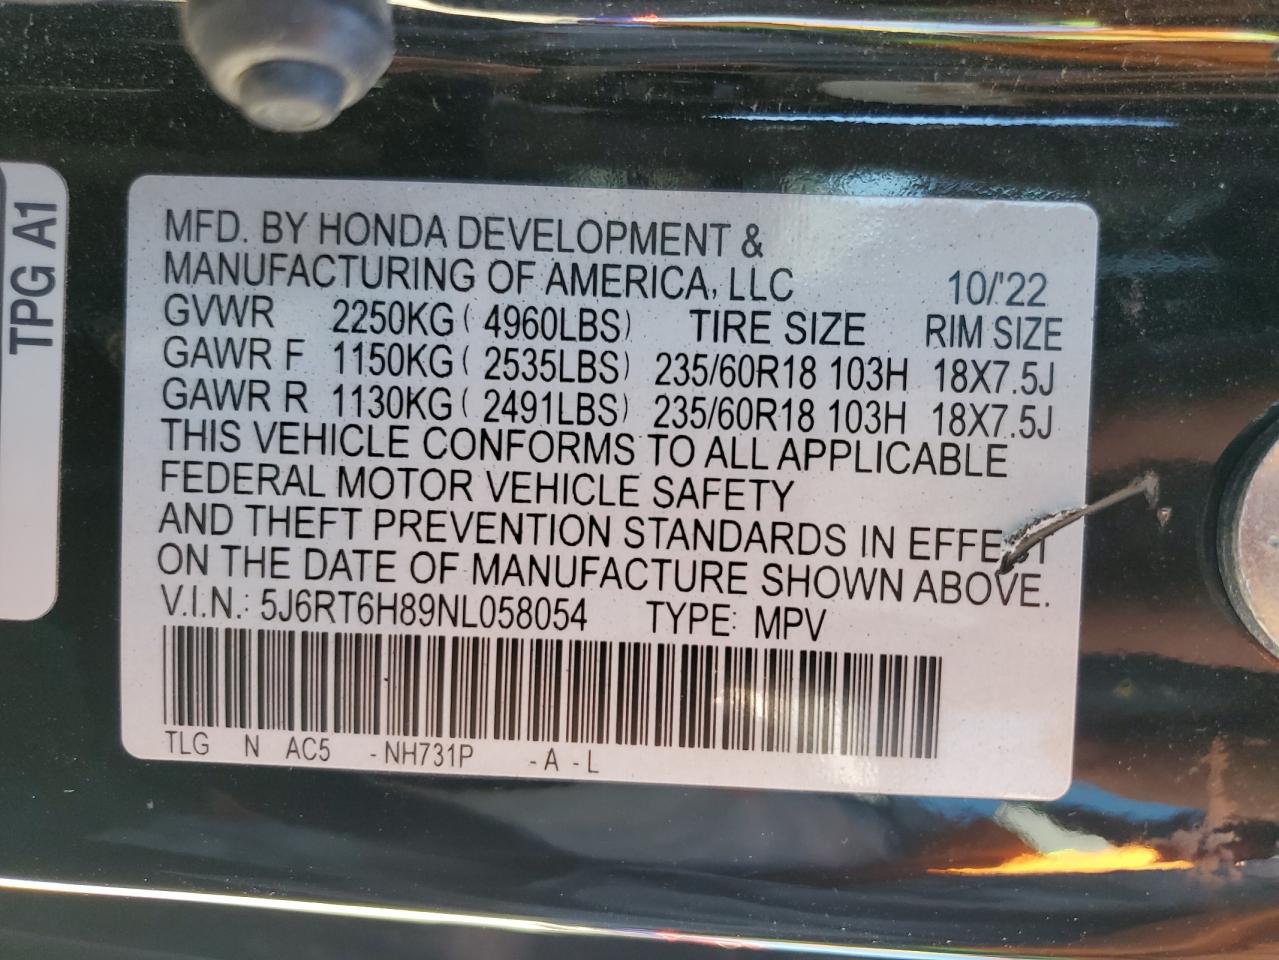 TPG A1
MFD. BY HONDA DEVELOPMENT &
MANUFACTURING OF AMERICA, LLC 10/'22
GVWR 2250KG ( 4960LBS) TIRE SIZE RIM SIZE
GAWR F 1150KG ( 2535LBS) 235/60R18 103H 18X7.5J
GAWR R 1130KG ( 2491LBS) 235/60R18 103H 18X7.5J
THIS VEHICLE CONFORMS TO ALL APPLICABLE
FEDERAL MOTOR VEHICLE SAFETY
AND THEFT PREVENTION STANDARDS IN EFFECT
ON THE DATE OF MANUFACTURE SHOWN ABOVE.
V.I.N.: 5J6RT6H89NL058054 TYPE: MPV
TLG N AC5 -NH731P -A -L